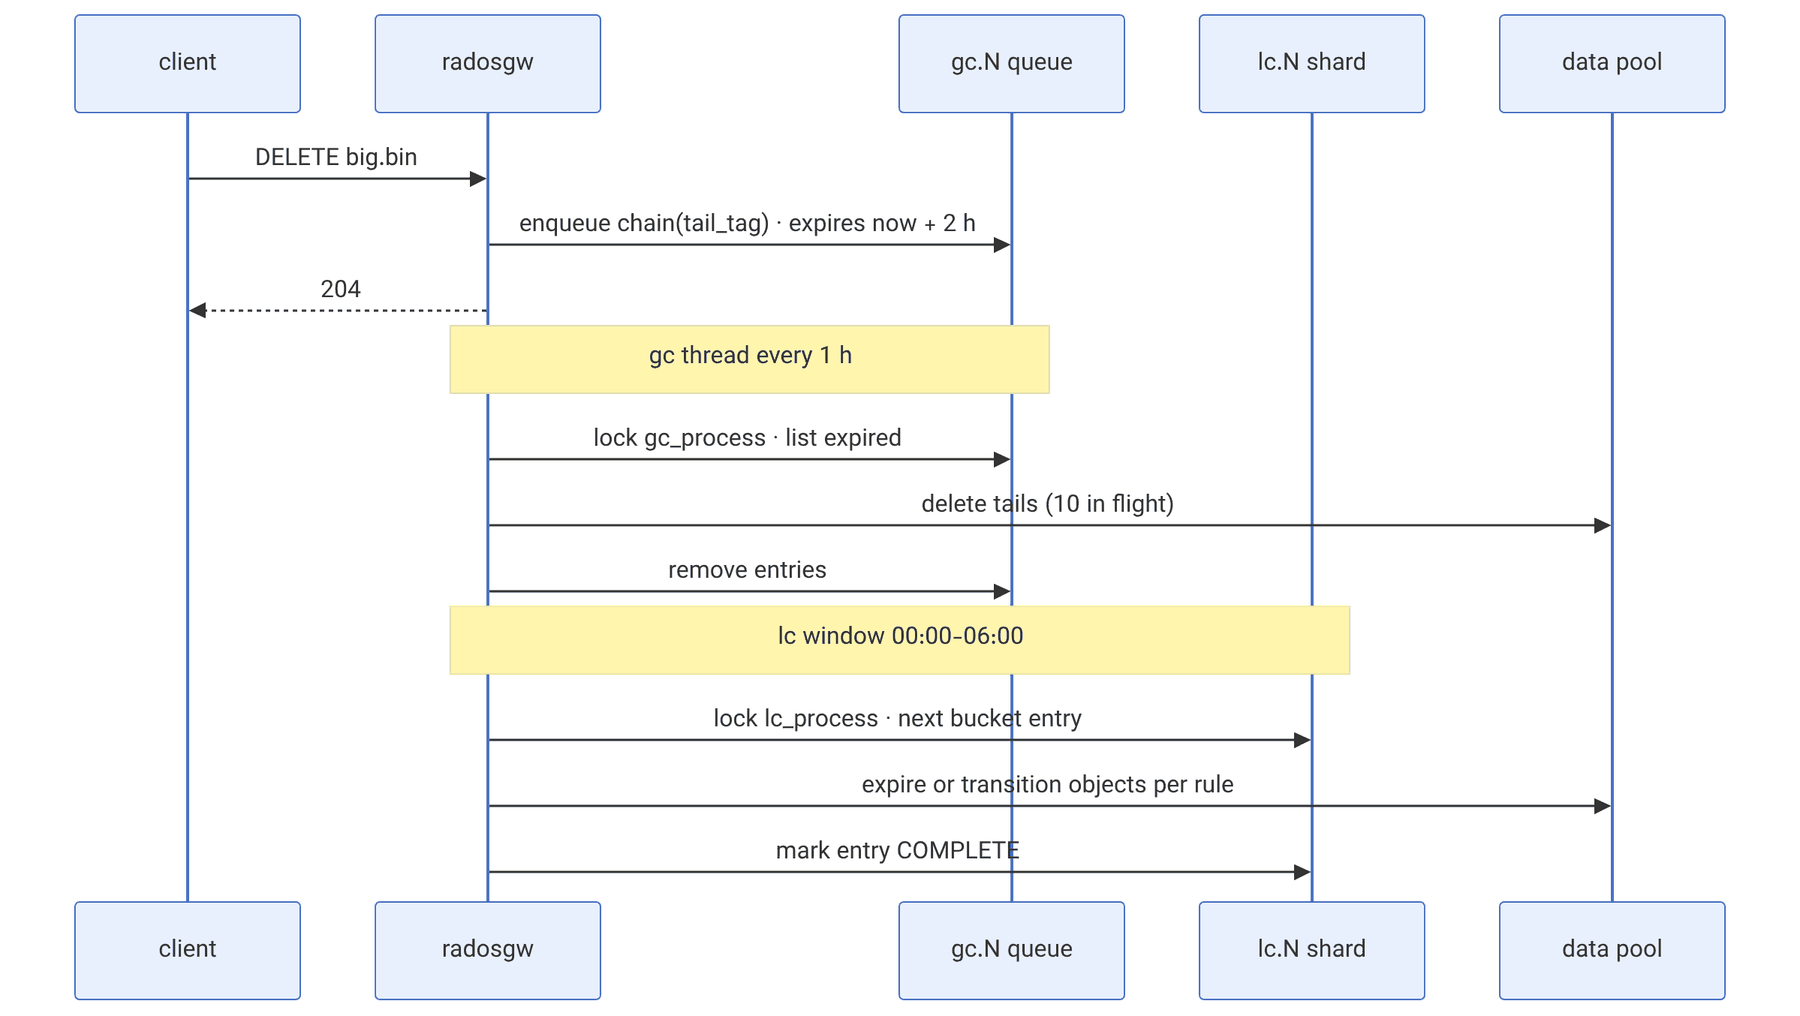 client
radosgw
gc.N queue
lc.N shard
data pool
DELETE big.bin
enqueue chain(tail_tag) · expires now + 2 h
204
gc thread every 1 h
lock gc_process · list expired
delete tails (10 in flight)
remove entries
lc window 00:00–06:00
lock lc_process · next bucket entry
expire or transition objects per rule
mark entry COMPLETE
client
radosgw
gc.N queue
lc.N shard
data pool